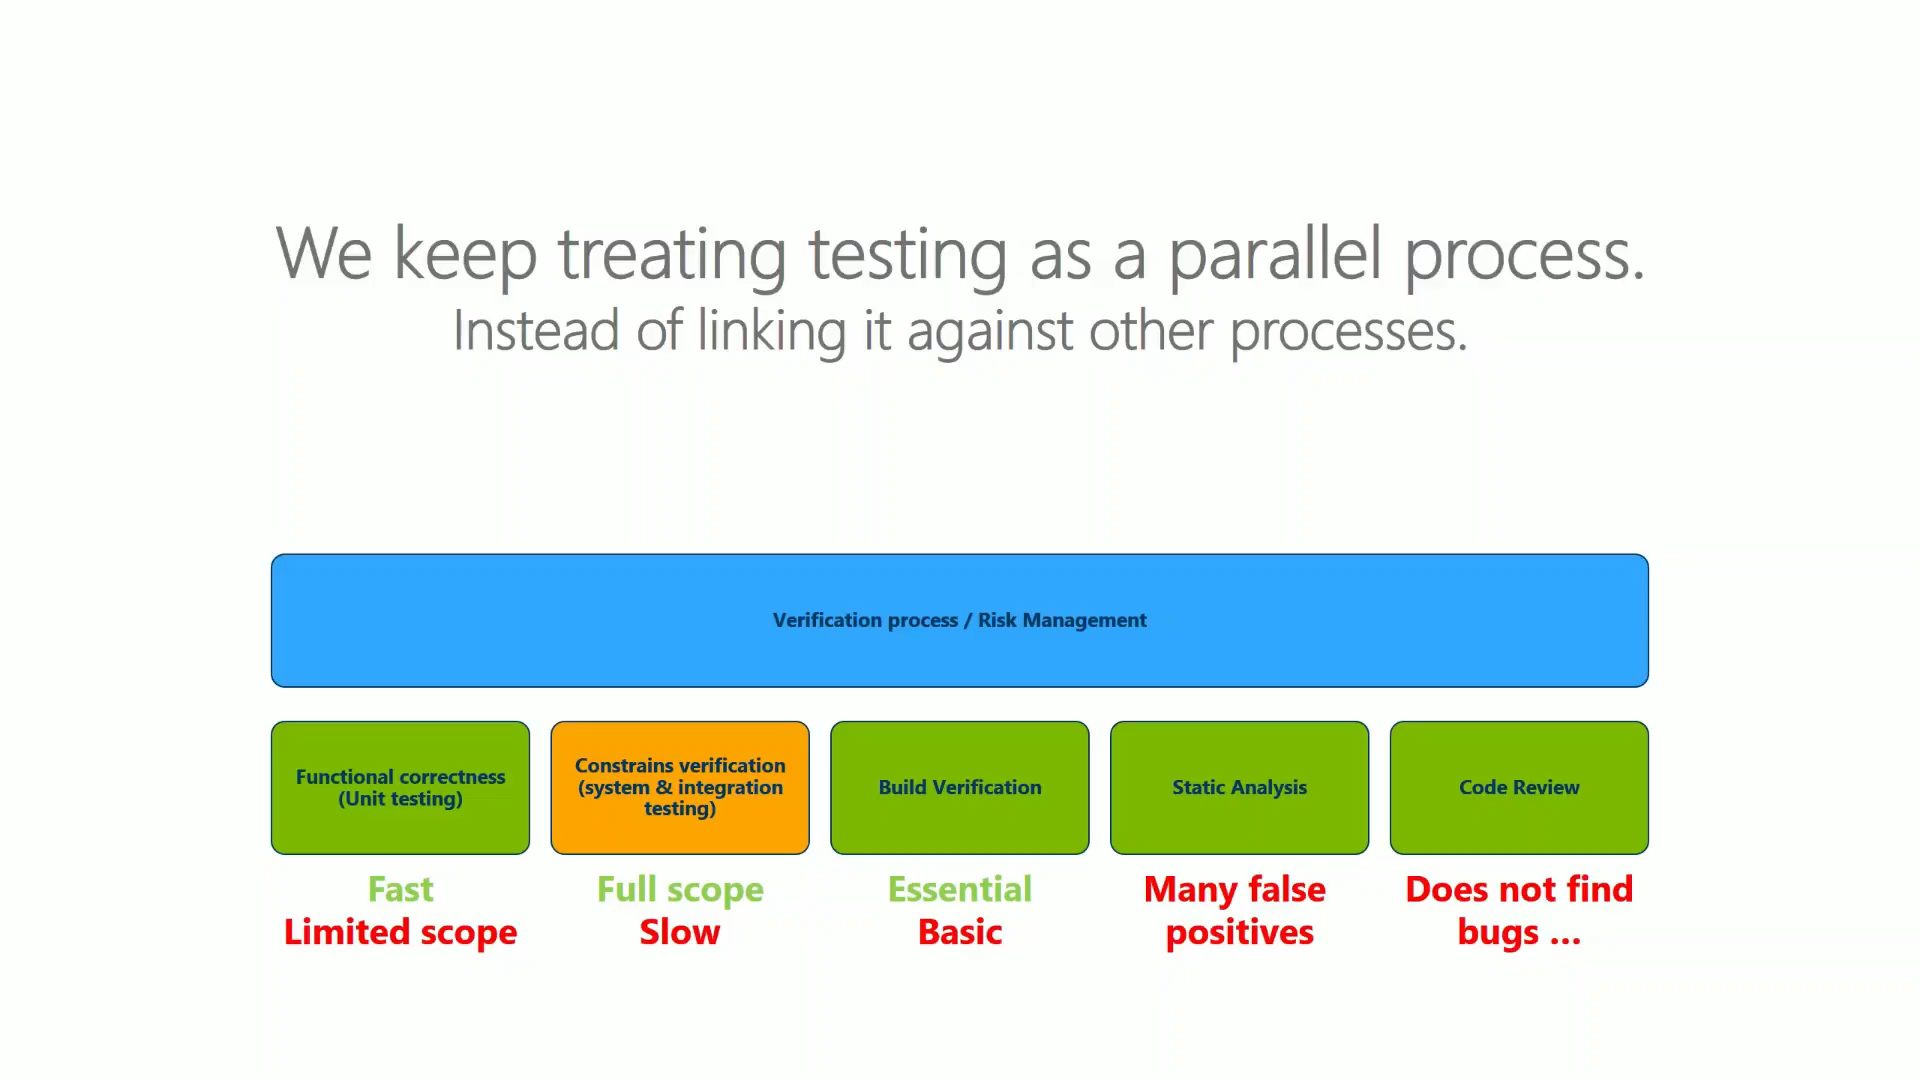 We keep treating testing as a parallel process.
Instead of linking it against other processes.
Verification process / Risk Management
Functional correctness
(Unit testing)
Constrains verification
(system & integration
testing)
Build Verification
Static Analysis
Code Review
Fast
Limited scope
Full scope
Slow
Essential
Basic
Many false
positives
Does not find
bugs ...